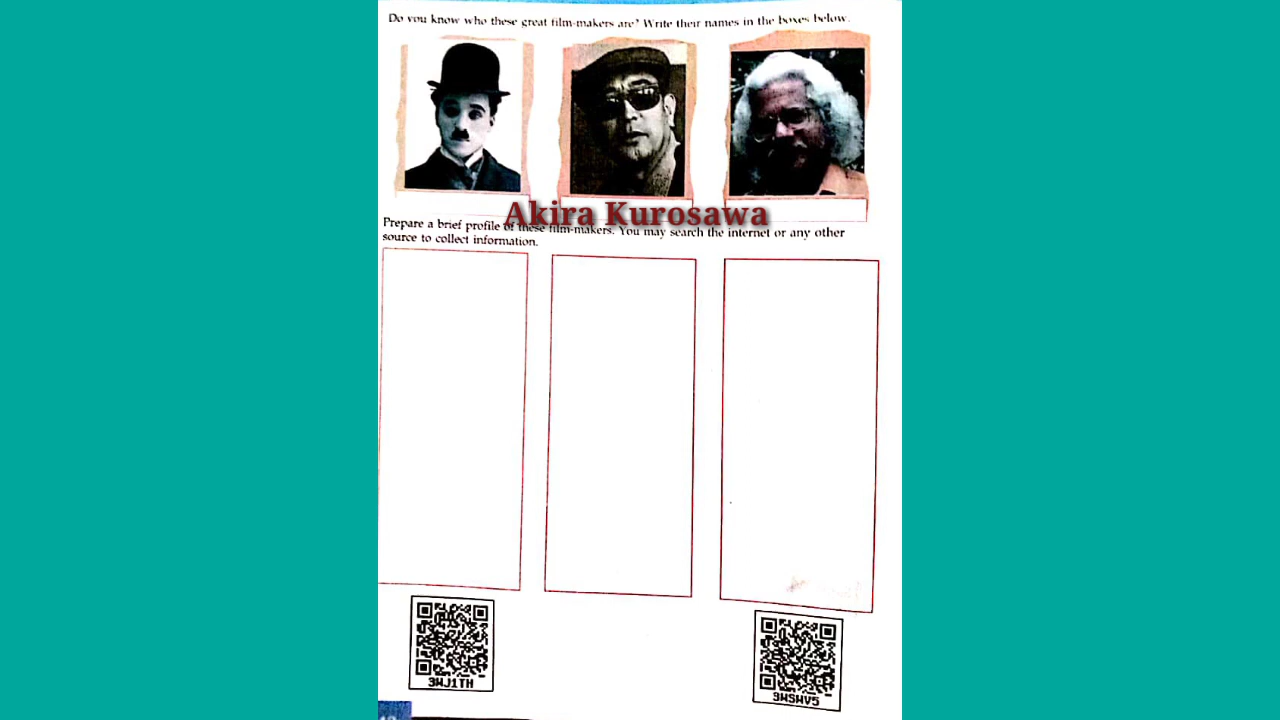 Do you know who these great film-makers are? Write their names in the boxes below.
Akira Kurosawa
Prepare a brief profile of these film-makers. You may search the internet or any other
source to collect information.
3WJ1TH
3WSWV5